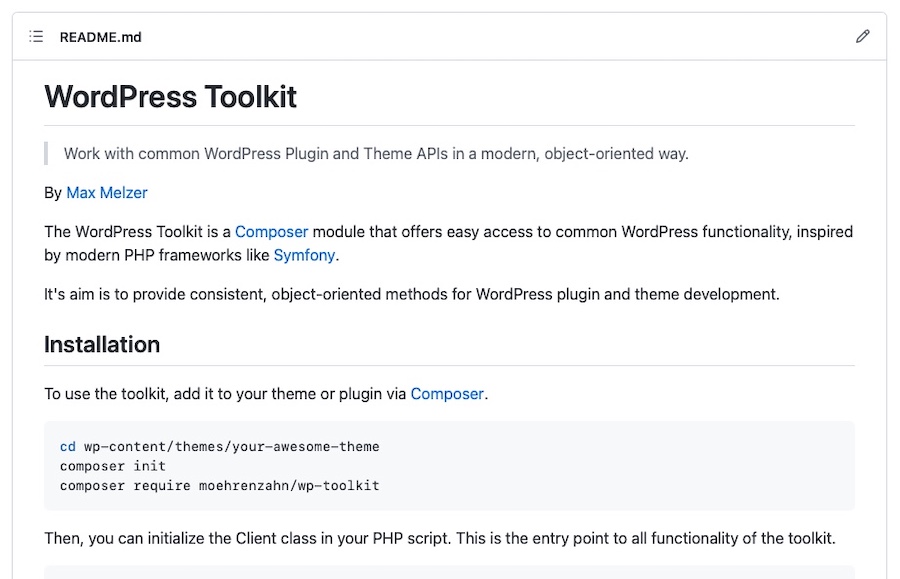 README.md
WordPress Toolkit
Work with common WordPress Plugin and Theme APIs in a modern, object-oriented way.
By Max Melzer
The WordPress Toolkit is a Composer module that offers easy access to common WordPress functionality, inspired
by modern PHP frameworks like Symfony.
It's aim is to provide consistent, object-oriented methods for WordPress plugin and theme development.
Installation
To use the toolkit, add it to your theme or plugin via Composer.
cd wp-content/themes/your-awesome-theme
composer init
composer require moehrenzahn/wp-toolkit
Then, you can initialize the Client class in your PHP script. This is the entry point to all functionality of the toolkit.